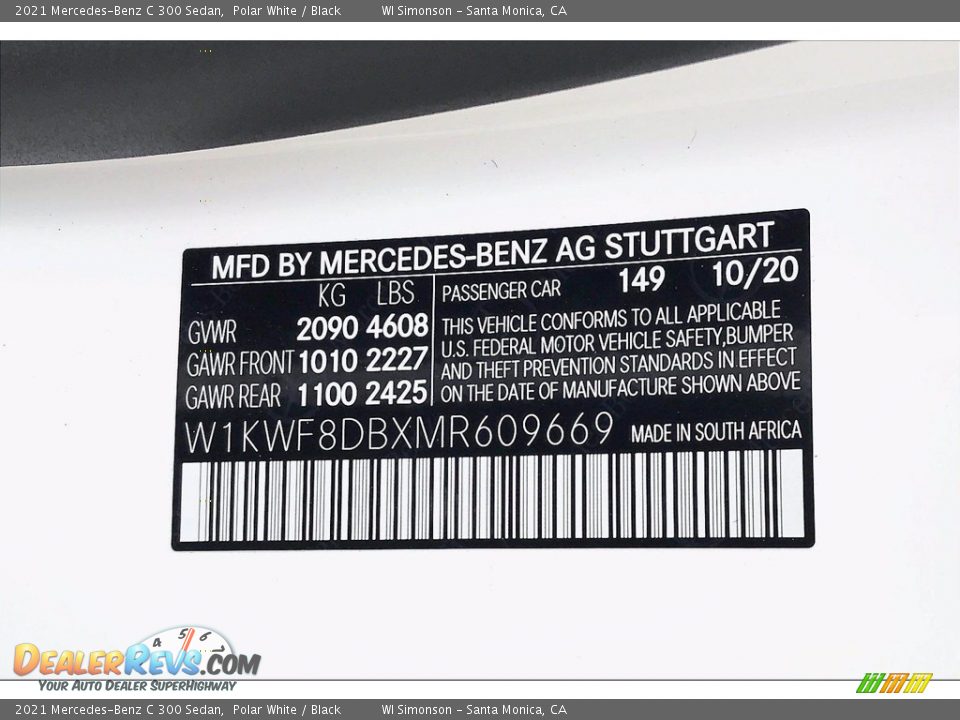 2021 Mercedes-Benz C 300 Sedan,  Polar White / Black    WI Simonson - Santa Monica, CA
MFD BY MERCEDES-BENZ AG STUTTGART
KG LBS
GVWR 2090 4608
GAWR FRONT 1010 2227
GAWR REAR 1100 2425
PASSENGER CAR 149 10/20
THIS VEHICLE CONFORMS TO ALL APPLICABLE
U.S. FEDERAL MOTOR VEHICLE SAFETY,BUMPER
AND THEFT PREVENTION STANDARDS IN EFFECT
ON THE DATE OF MANUFACTURE SHOWN ABOVE
W1KWF8DBXMR609669 MADE IN SOUTH AFRICA
4 5 6 7
DEALERREVS.COM
YOUR AUTO DEALER SUPERHIGHWAY
2021 Mercedes-Benz C 300 Sedan,  Polar White / Black    WI Simonson - Santa Monica, CA